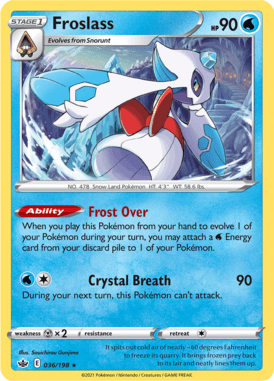 STAGE 1 Froslass HP 90
Evolves from Snorunt
NO. 478 Snow Land Pokémon HT: 4'3" WT: 58.6 lbs.
Ability Frost Over
When you play this Pokémon from your hand to evolve 1 of
your Pokémon during your turn, you may attach a Energy
card from your discard pile to 1 of your Pokémon.
Crystal Breath 90
During your next turn, this Pokémon can't attack.
weakness ×2 resistance retreat
Illus. Souichirou Gunjima
E 036/198 ★
It spits out cold air of nearly -60 degrees Fahrenheit
to freeze its quarry. It brings frozen prey back
to its lair and neatly lines them up.
©2021 Pokémon / Nintendo / Creatures / GAME FREAK